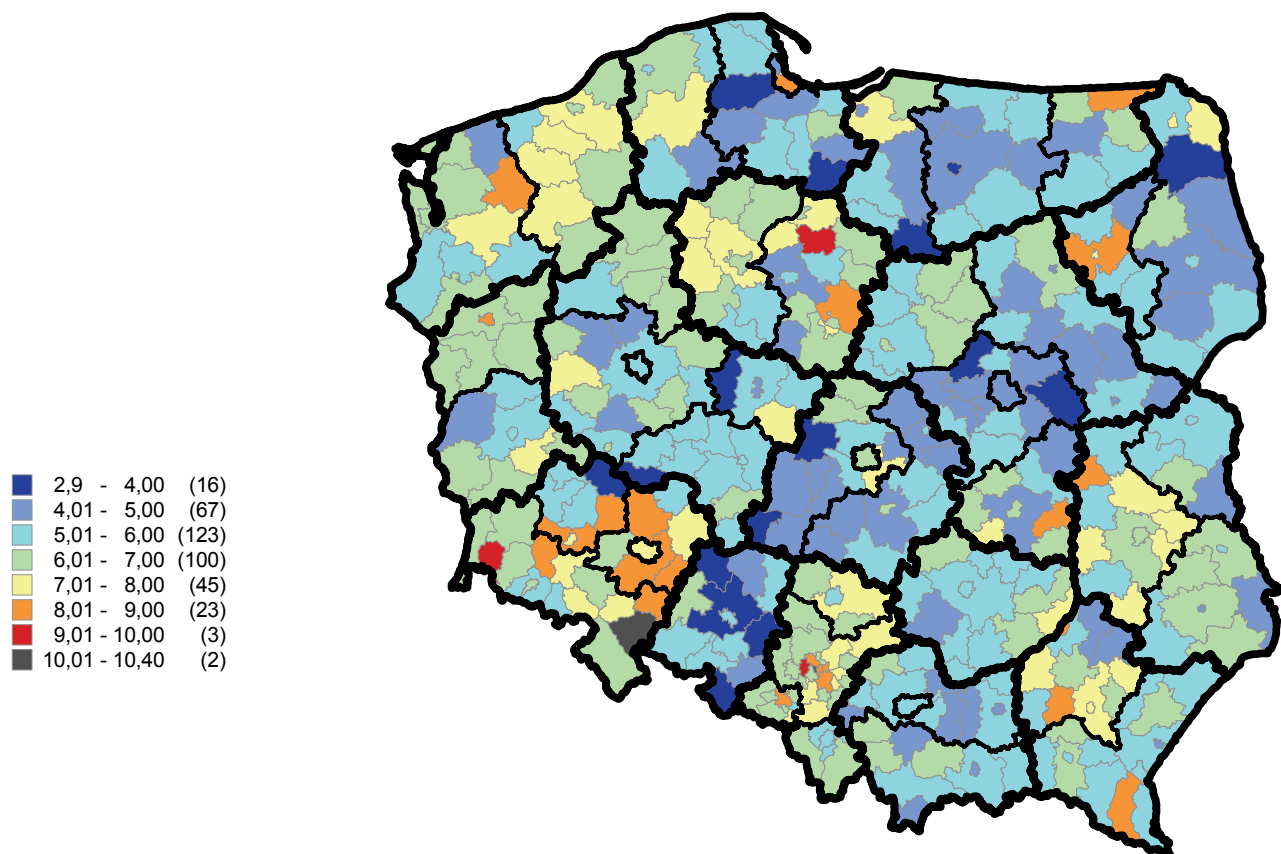 2,9 - 4,00 (16)
4,01 - 5,00 (67)
5,01 - 6,00 (123)
6,01 - 7,00 (100)
7,01 - 8,00 (45)
8,01 - 9,00 (23)
9,01 - 10,00 (3)
10,01 - 10,40 (2)